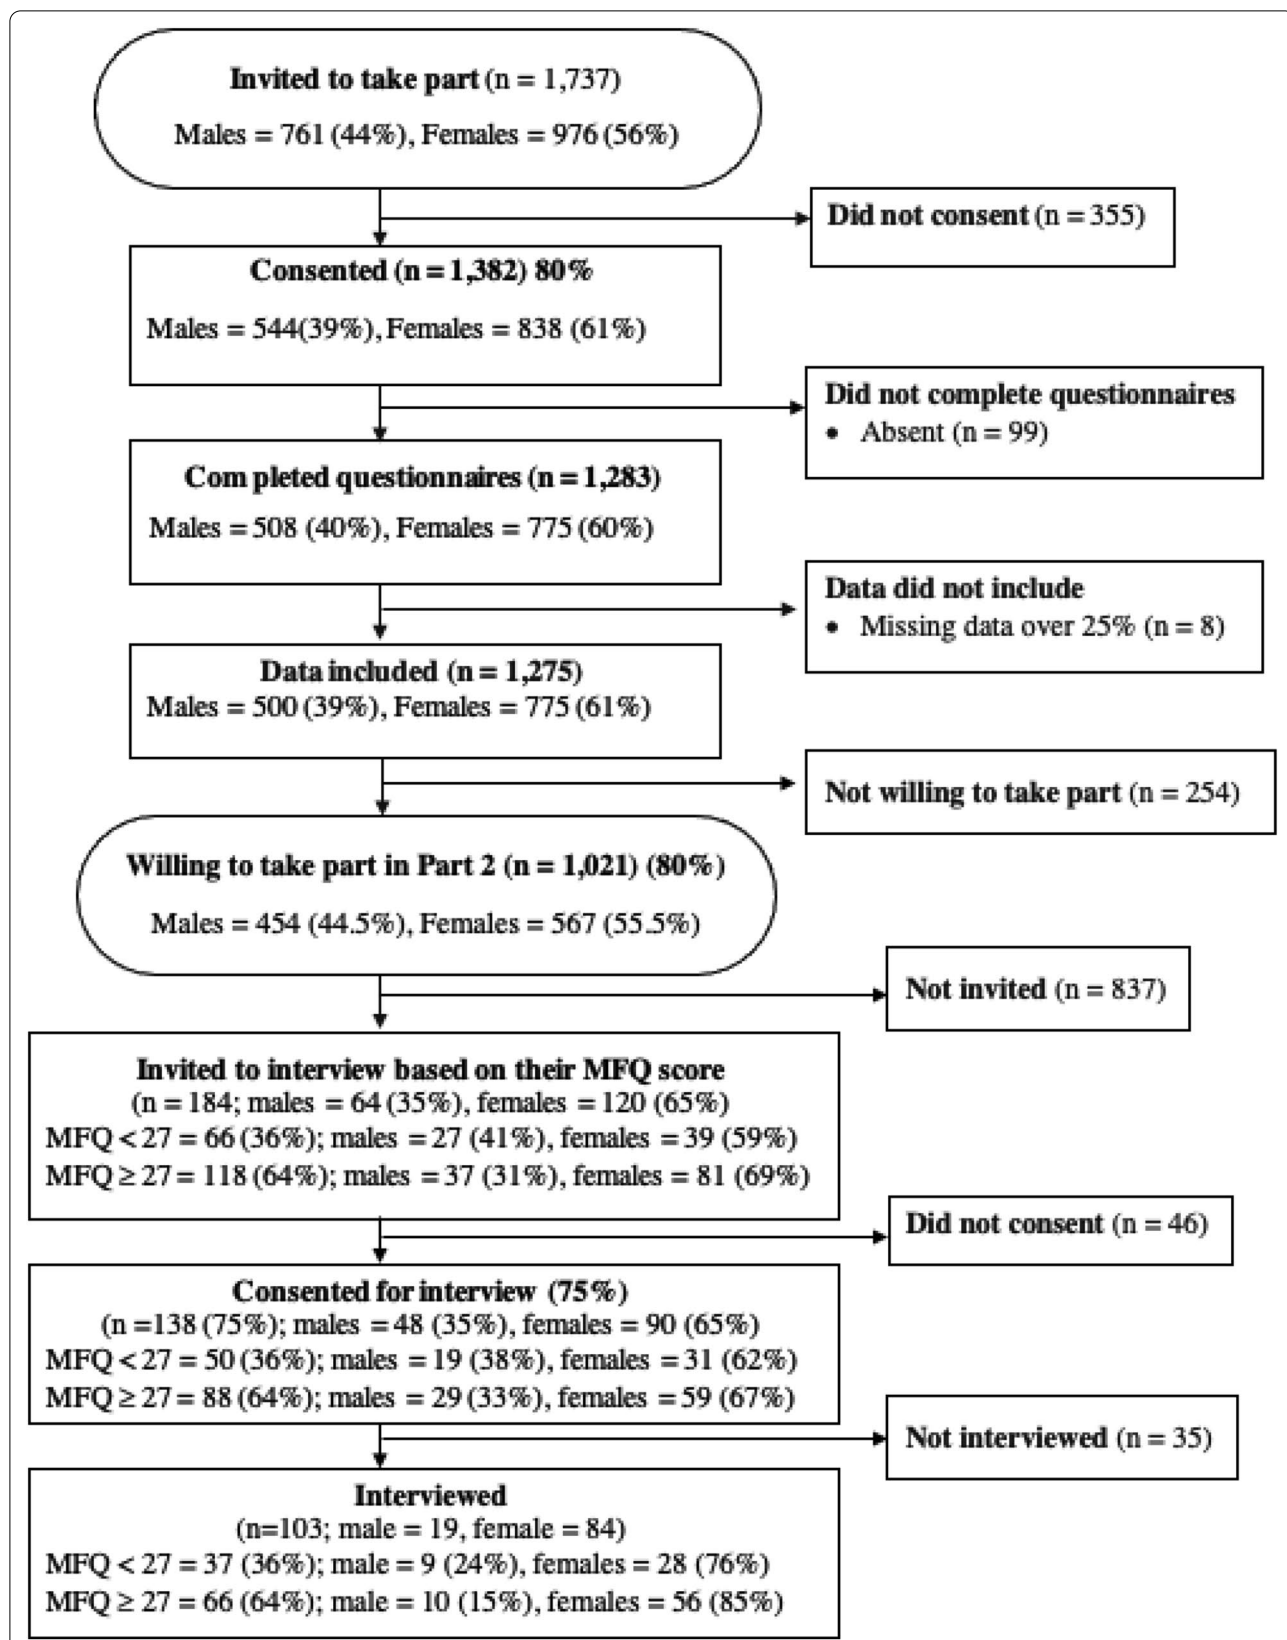 Invited to take part (n = 1,737)
Males = 761 (44%), Females = 976 (56%)
Did not consent (n = 355)
Consented (n = 1,382) 80%
Males = 544(39%), Females = 838 (61%)
Did not complete questionnaires
• Absent (n = 99)
Completed questionnaires (n = 1,283)
Males = 508 (40%), Females = 775 (60%)
Data did not include
• Missing data over 25% (n = 8)
Data included (n = 1,275)
Males = 500 (39%), Females = 775 (61%)
Not willing to take part (n = 254)
Willing to take part in Part 2 (n = 1,021) (80%)
Males = 454 (44.5%), Females = 567 (55.5%)
Not invited (n = 837)
Invited to interview based on their MFQ score
(n = 184; males = 64 (35%), females = 120 (65%)
MFQ < 27 = 66 (36%); males = 27 (41%), females = 39 (59%)
MFQ ≥ 27 = 118 (64%); males = 37 (31%), females = 81 (69%)
Did not consent (n = 46)
Consented for interview (75%)
(n =138 (75%); males = 48 (35%), females = 90 (65%)
MFQ < 27 = 50 (36%); males = 19 (38%), females = 31 (62%)
MFQ ≥ 27 = 88 (64%); males = 29 (33%), females = 59 (67%)
Not interviewed (n = 35)
Interviewed
(n=103; male = 19, female = 84)
MFQ < 27 = 37 (36%); male = 9 (24%), females = 28 (76%)
MFQ ≥ 27 = 66 (64%); male = 10 (15%), females = 56 (85%)